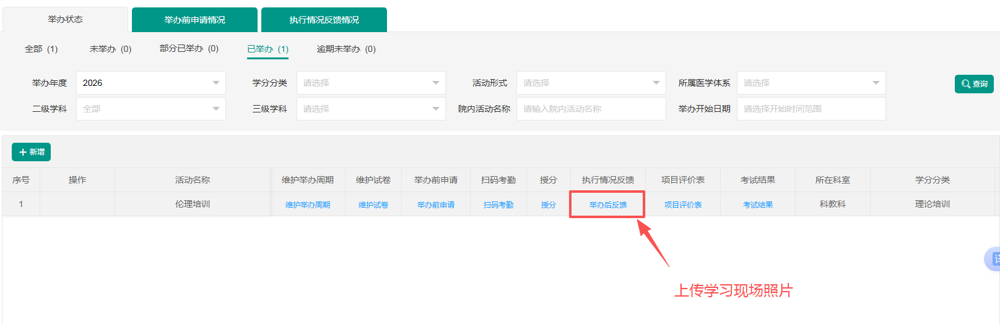 举办状态 举办前申请情况 执行情况反馈情况
全部 (1) 未举办 (0) 部分已举办 (0) 已举办 (1) 逾期未举办 (0)
举办年度 2026 学分分类 请选择 活动形式 请选择 所属医学体系 请选择 查询
二级学科 全部 三级学科 请选择 院内活动名称 请输入院内活动名称 举办开始日期 请选择开始时间范围
新增
序号 操作 活动名称 维护举办周期 维护试卷 举办前申请 扫码考勤 授分 执行情况反馈 项目评价表 考试结果 所在科室 学分分类
1 伦理培训 维护举办周期 维护试卷 举办前申请 扫码考勤 授分 举办后反馈 项目评价表 考试结果 科教科 理论培训
上传学习现场照片